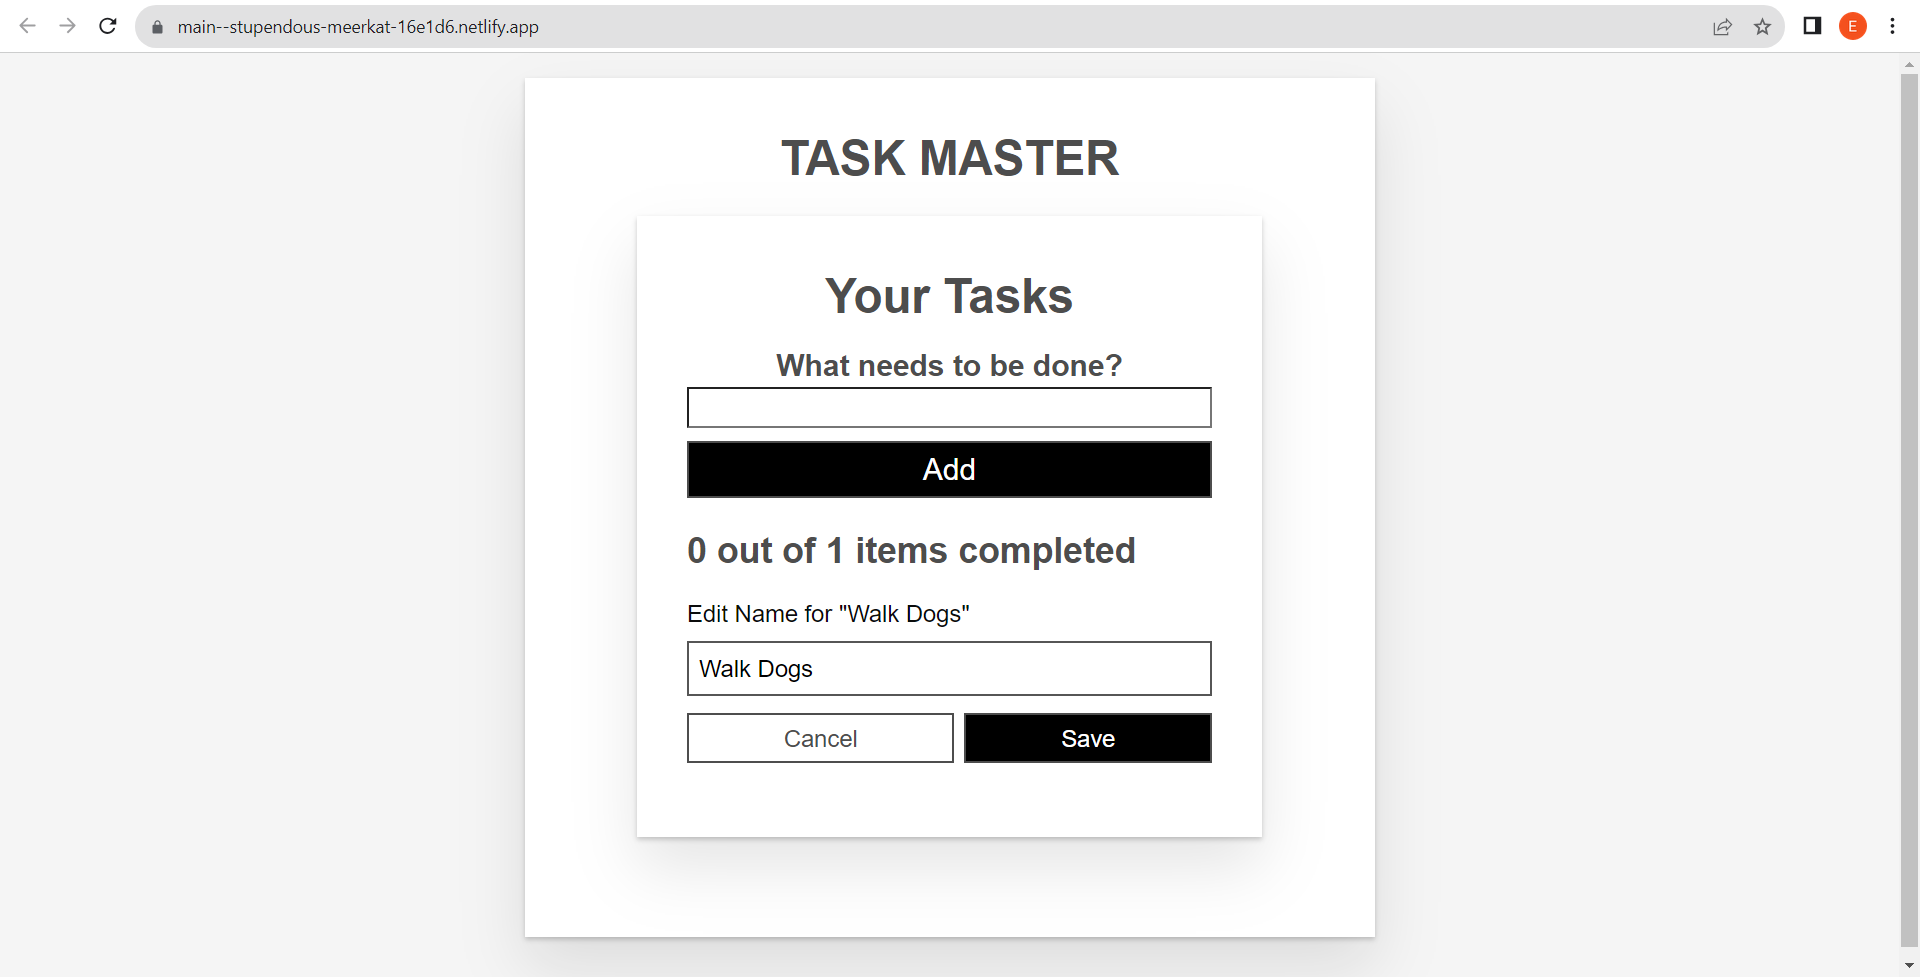 main--stupendous-meerkat-16e1d6.netlify.app
E
TASK MASTER
Your Tasks
What needs to be done?
Add
0 out of 1 items completed
Edit Name for "Walk Dogs"
Walk Dogs
Cancel
Save